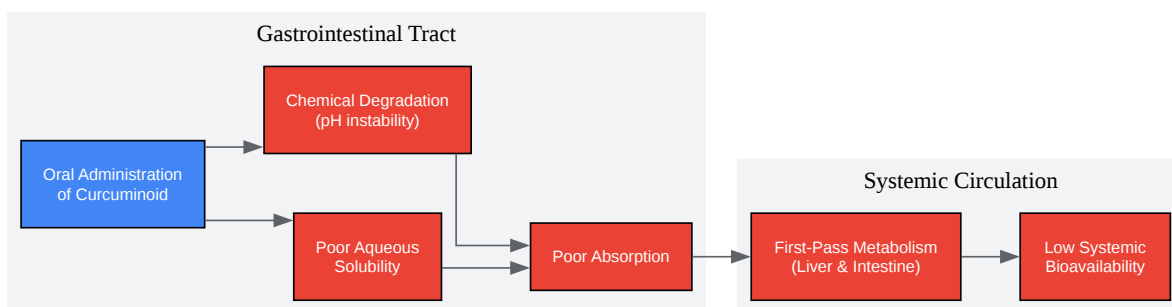 Gastrointestinal Tract
Chemical Degradation
(pH instability)
Oral Administration
of Curcuminoid
Poor Aqueous
Solubility
Poor Absorption
Systemic Circulation
First-Pass Metabolism
(Liver & Intestine)
Low Systemic
Bioavailability